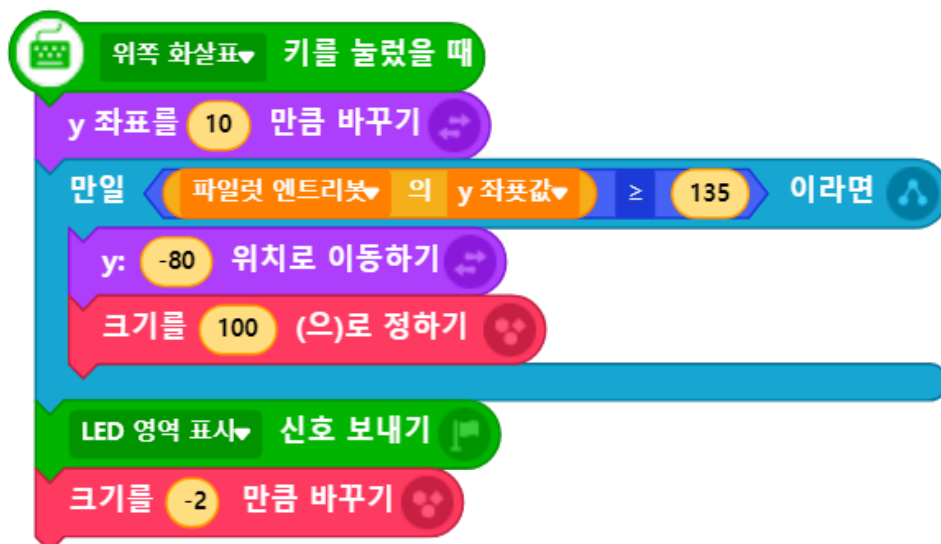 위쪽 화살표 키를 눌렀을 때
y 좌표를 10 만큼 바꾸기
만일 파일럿 엔트리봇 의 y 좌푯값 ≥ 135 이라면
y: -80 위치로 이동하기
크기를 100 (으)로 정하기
LED 영역 표시 신호 보내기
크기를 -2 만큼 바꾸기